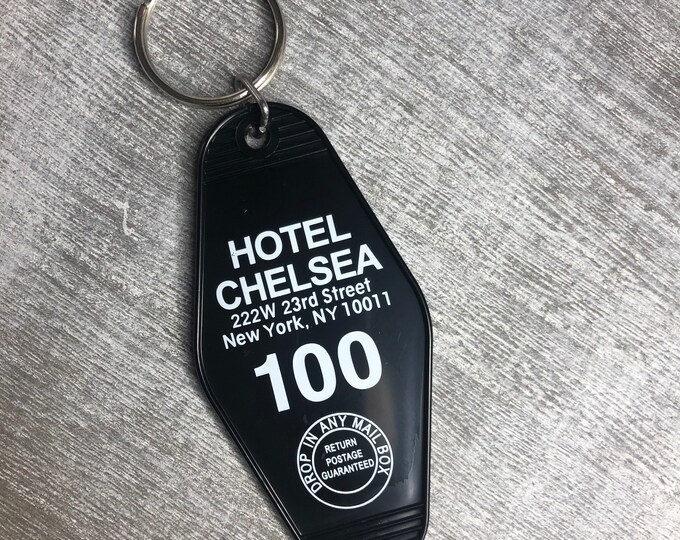 HOTEL
CHELSEA
222W 23rd Street
New York, NY 10011
100
DROP IN ANY MAIL BOX
RETURN
POSTAGE
GUARANTEED